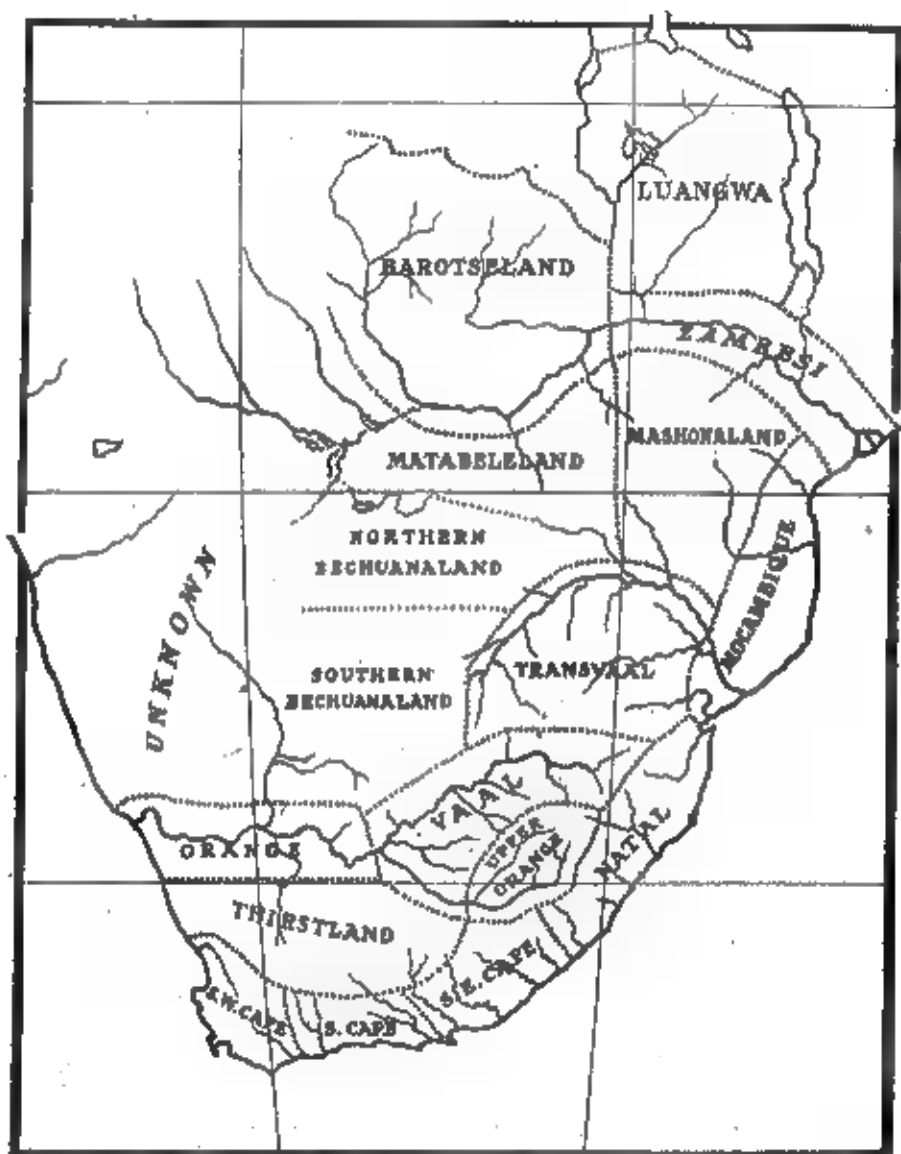 LUANGWA
BAROTSELAND
ZAMBESI
MASHONALAND
MATABELELAND
NORTHERN
BECHUANALAND
MOCAMBIQUE
UNKNOWN
SOUTHERN
BECHUANALAND
TRANSVAAL
VAAL
UPPER
ORANGE
NATAL
ORANGE
THIRSTLAND
S.E. CAPE
S.W. CAPE
S. CAPE